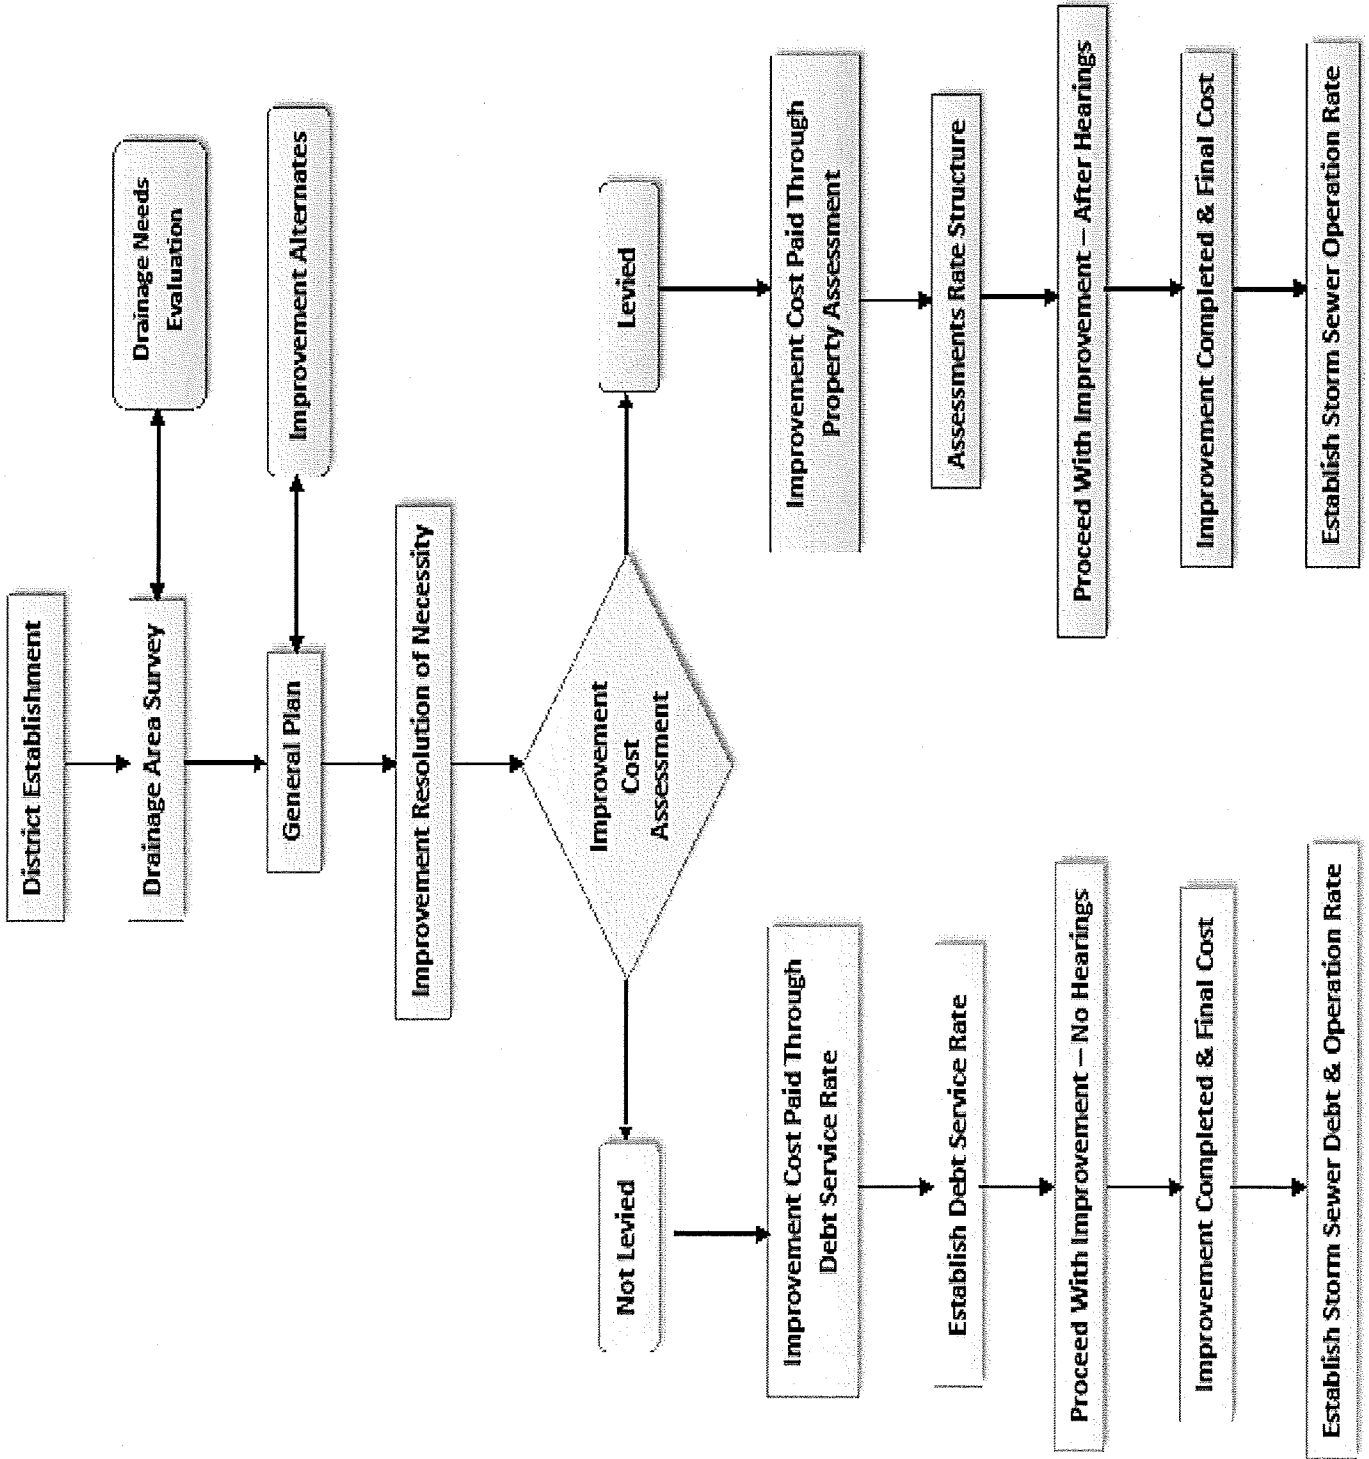 District Establishment
Drainage Area Survey
Drainage Needs
Evaluation
General Plan
Improvement Alternates
Improvement Resolution of Necessity
Improvement
Cost
Assessment
Not Levied
Levied
Improvement Cost Paid Through
Debt Service Rate
Improvement Cost Paid Through
Property Assessment
Establish Debt Service Rate
Assessments Rate Structure
Proceed With Improvement – No Hearings
Proceed With Improvement – After Hearings
Improvement Completed & Final Cost
Improvement Completed & Final Cost
Establish Storm Sewer Debt & Operation Rate
Establish Storm Sewer Operation Rate